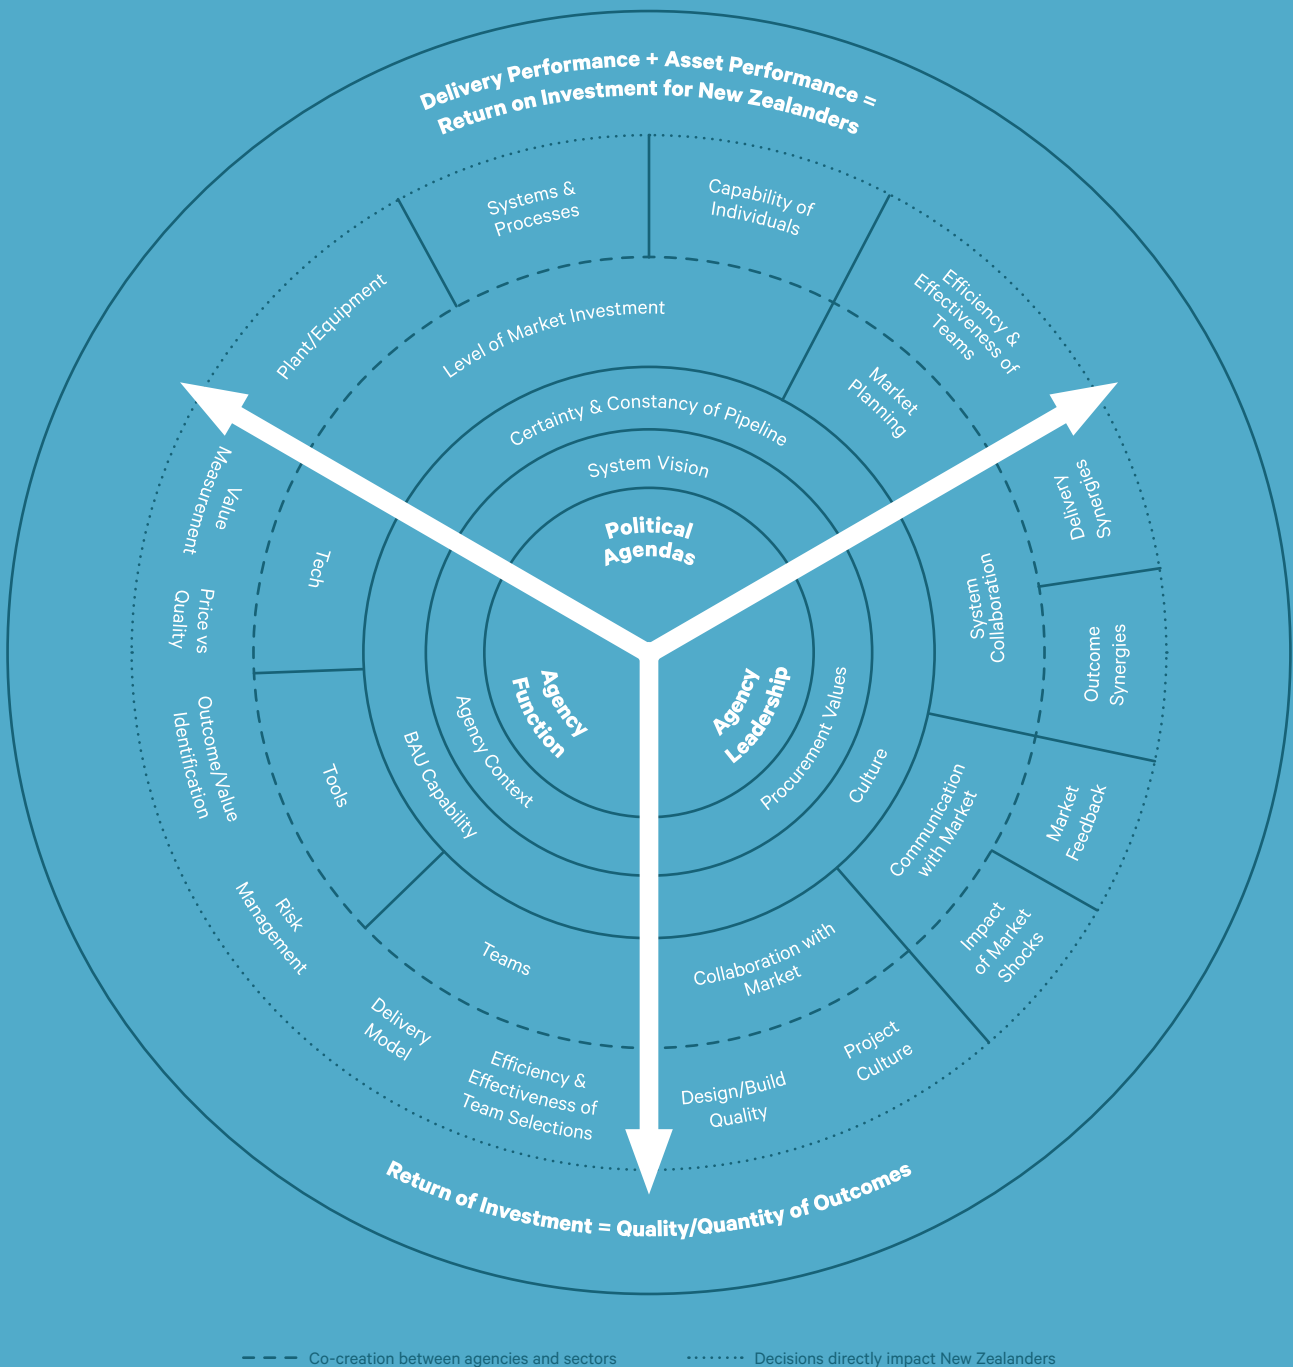 Delivery Performance + Asset Performance =
Return on Investment for New Zealanders
Systems &
Processes
Capability of
Individuals
Plant/Equipment
Efficiency &
Effectiveness of
Teams
Level of Market Investment
Market
Planning
Certainty & Constancy of Pipeline
System Vision
Political
Agendas
Value
Measurement
Tech
Price vs
Quality
Outcome/Value
Identification
Tools
Risk
Management
BAU Capability
Agency Context
Agency
Function
Teams
Delivery
Model
Efficiency &
Effectiveness of
Team Selections
Agency
Leadership
Procurement Values
Culture
Delivery
Synergies
System
Collaboration
Outcome
Synergies
Communication
with Market
Market
Feedback
Impact
of Market
Shocks
Collaboration with
Market
Project
Culture
Design/Build
Quality
Return of Investment = Quality/Quantity of Outcomes
Co-creation between agencies and sectors
Decisions directly impact New Zealanders